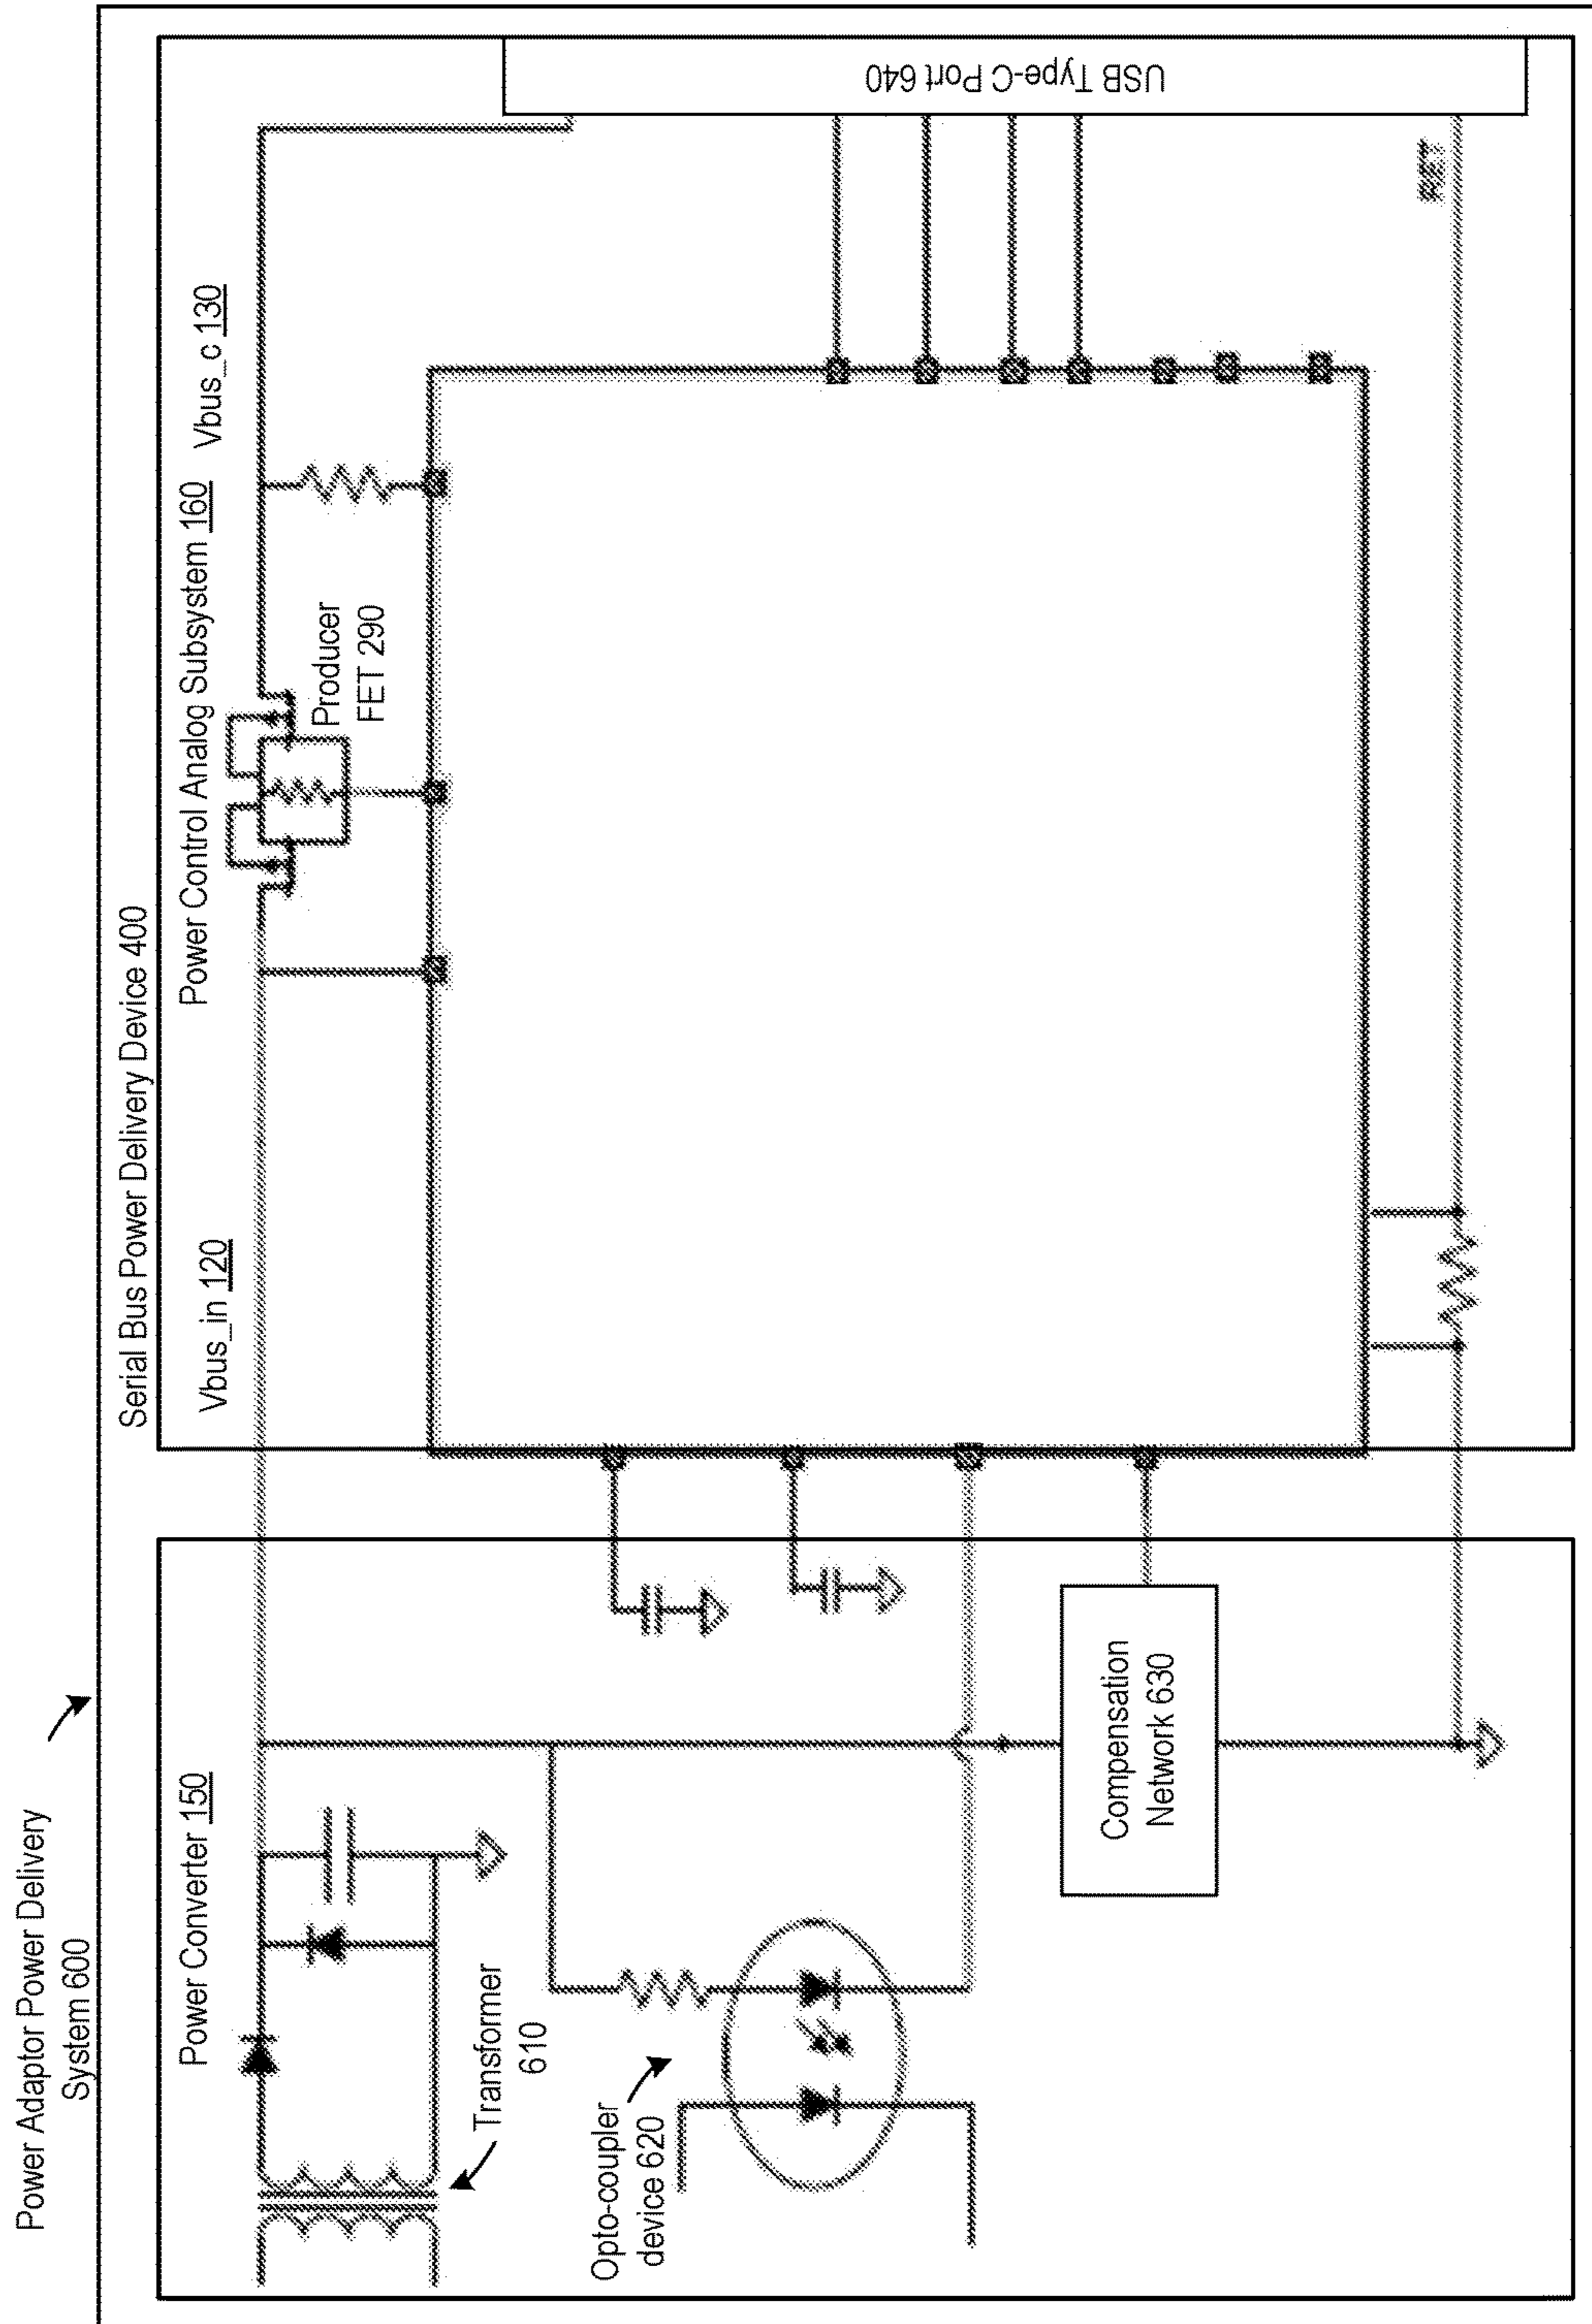 Power Adaptor Power Delivery
System 600
Serial Bus Power Delivery Device 400
Power Converter 150
Vbus_in 120
Power Control Analog Subsystem 160
Vbus_c 130
Producer
FET 290
Transformer
610
Opto-coupler
device 620
Compensation
Network 630
USB Type-C Port 640
RET